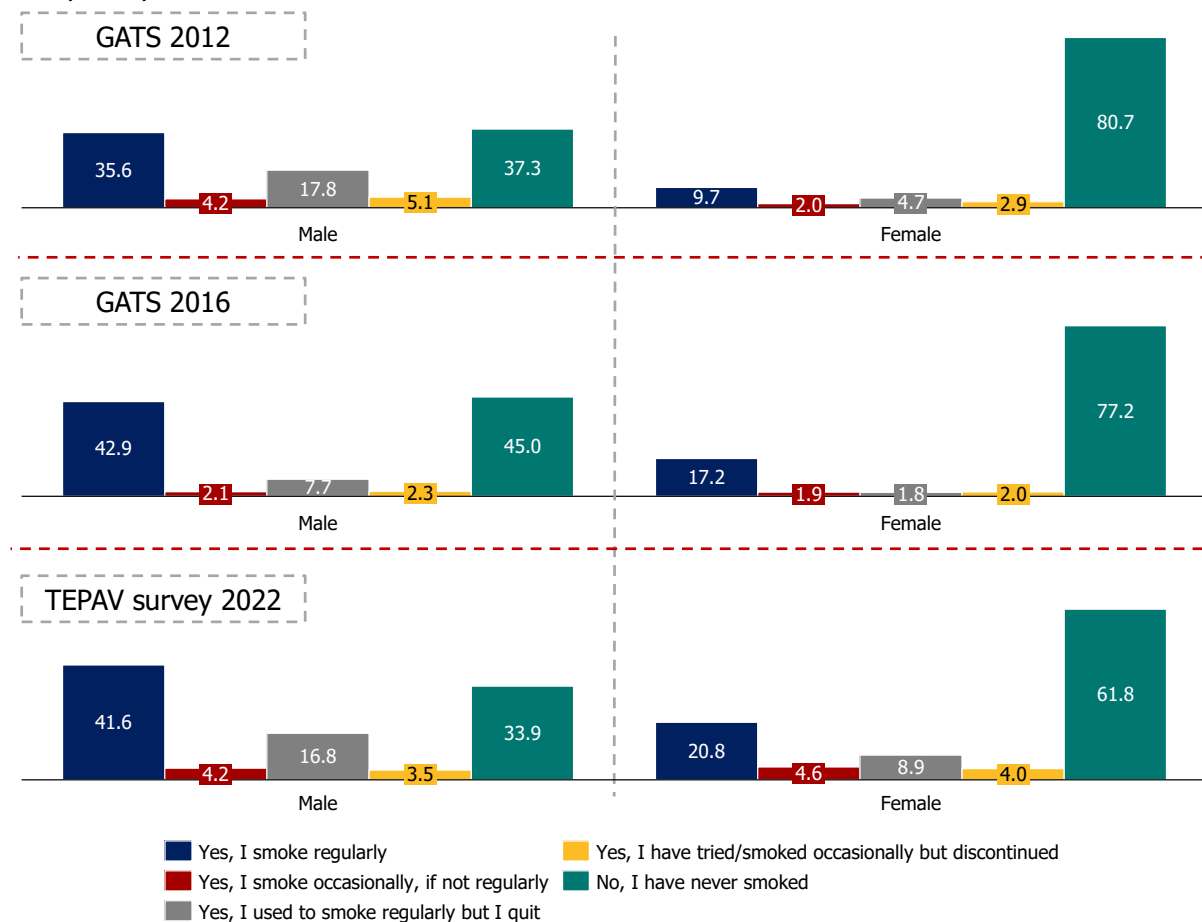 GATS 2012
35.6
4.2
17.8
5.1
37.3
9.7
2.0
4.7
2.9
80.7
Male
Female
GATS 2016
42.9
2.1
7.7
2.3
45.0
17.2
1.9
1.8
2.0
77.2
Male
Female
TEPAV survey 2022
41.6
4.2
16.8
3.5
33.9
20.8
4.6
8.9
4.0
61.8
Male
Female
Yes, I smoke regularly
Yes, I smoke occasionally, if not regularly
Yes, I used to smoke regularly but I quit
Yes, I have tried/smoked occasionally but discontinued
No, I have never smoked